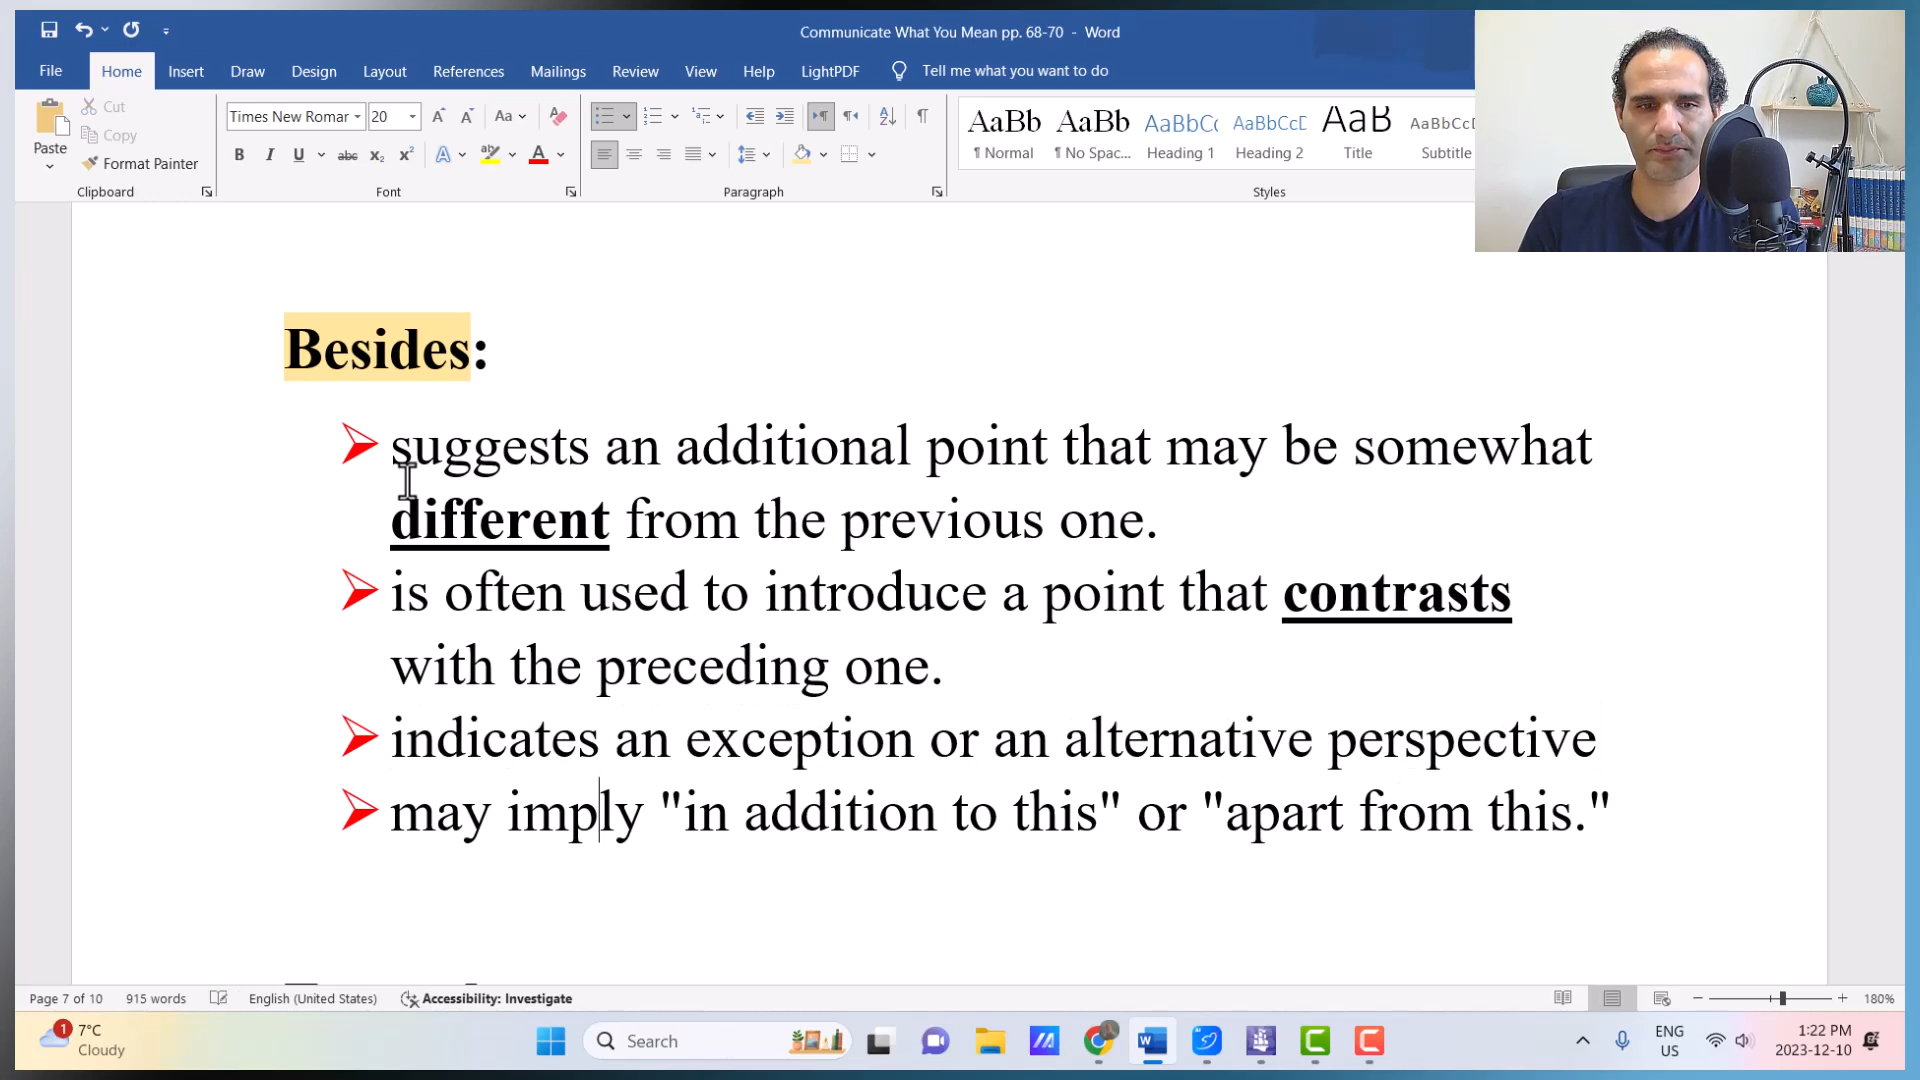 Communicate What You Mean pp. 68-70 - Word
File Home Insert Draw Design Layout References Mailings Review View Help LightPDF Tell me what you want to do
Paste
Cut
Copy
Format Painter
Times New Romar 20
AaBb AaBb AaBbC AaBbCcD AaB AaBbCcD
¶ Normal ¶ No Spac... Heading 1 Heading 2 Title Subtitle
Clipboard Font Paragraph Styles
Besides:
suggests an additional point that may be somewhat
different from the previous one.
is often used to introduce a point that contrasts
with the preceding one.
indicates an exception or an alternative perspective
may imply "in addition to this" or "apart from this."
Page 7 of 10 915 words English (United States) Accessibility: Investigate 180%
1 7°C
Cloudy
Search
ENG
US
1:22 PM
2023-12-10